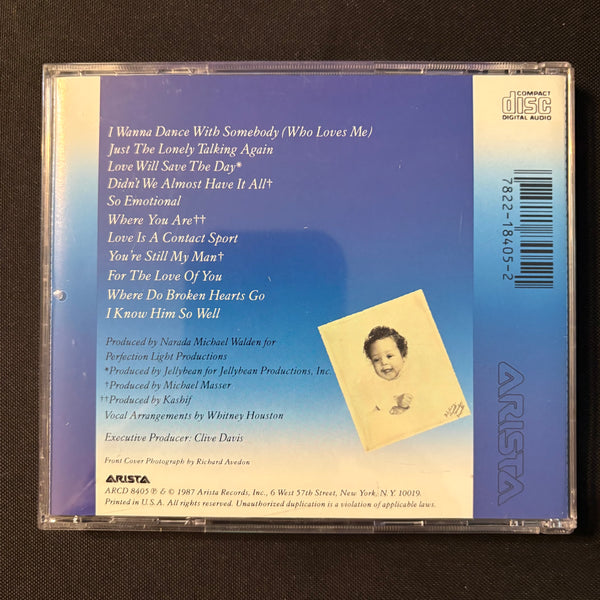 I Wanna Dance With Somebody (Who Loves Me)
Just The Lonely Talking Again
Love Will Save The Day*
Didn't We Almost Have It All†
So Emotional
Where You Are††
Love Is A Contact Sport
You're Still My Man†
For The Love Of You
Where Do Broken Hearts Go
I Know Him So Well
Produced by Narada Michael Walden for
Perfection Light Productions
*Produced by Jellybean for Jellybean Productions, Inc.
†Produced by Michael Masser
††Produced by Kashif
Vocal Arrangements by Whitney Houston
Executive Producer: Clive Davis
Front Cover Photograph by Richard Avedon
ARISTA
ARCD 8405 ℗ & © 1987 Arista Records, Inc., 6 West 57th Street, New York, N.Y. 10019.
Printed in U.S.A. All rights reserved. Unauthorized duplication is a violation of applicable laws.
COMPACT
disc
DIGITAL AUDIO
7822-18405-2
ARISTA